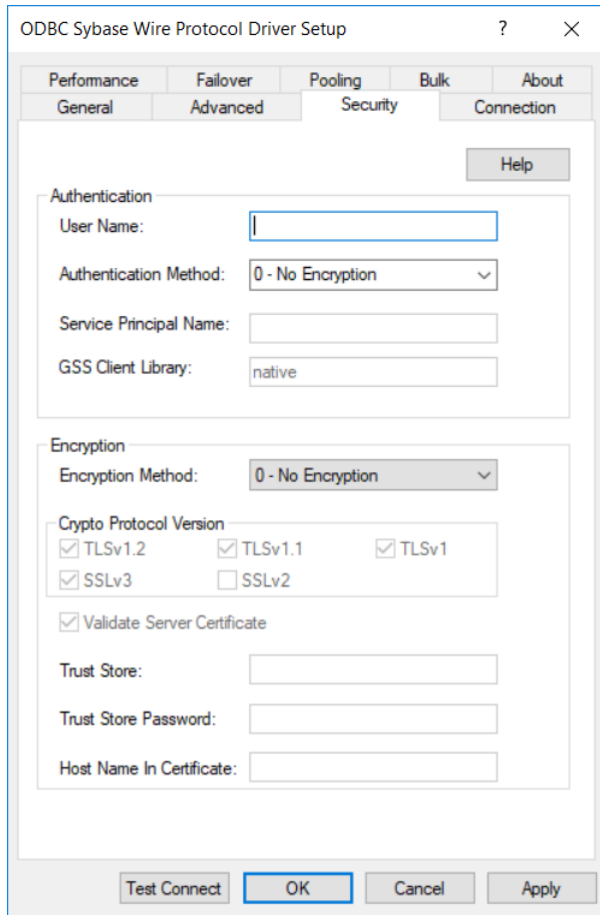 ODBC Sybase Wire Protocol Driver Setup ?
Performance Failover Pooling Bulk About
General Advanced Security Connection
Help
Authentication
User Name:
Authentication Method: 0 - No Encryption
Service Principal Name:
GSS Client Library: native
Encryption
Encryption Method: 0 - No Encryption
Crypto Protocol Version
TLSv1.2 TLSv1.1 TLSv1
SSLv3 SSLv2
Validate Server Certificate
Trust Store:
Trust Store Password:
Host Name In Certificate:
Test Connect OK Cancel Apply